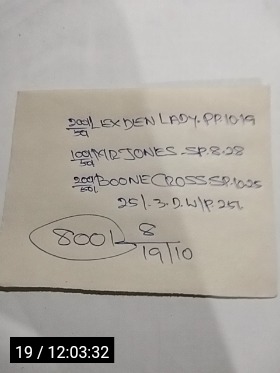 200/50 LEXDEN LADY. PP. 10.19
100/50 MR JONES. SP. 8.28
200/50/ BOONE CROSS SP. 10.25
25/. 3. D. W/P. 25/.
800/ 8
19/10
19 / 12:03:32